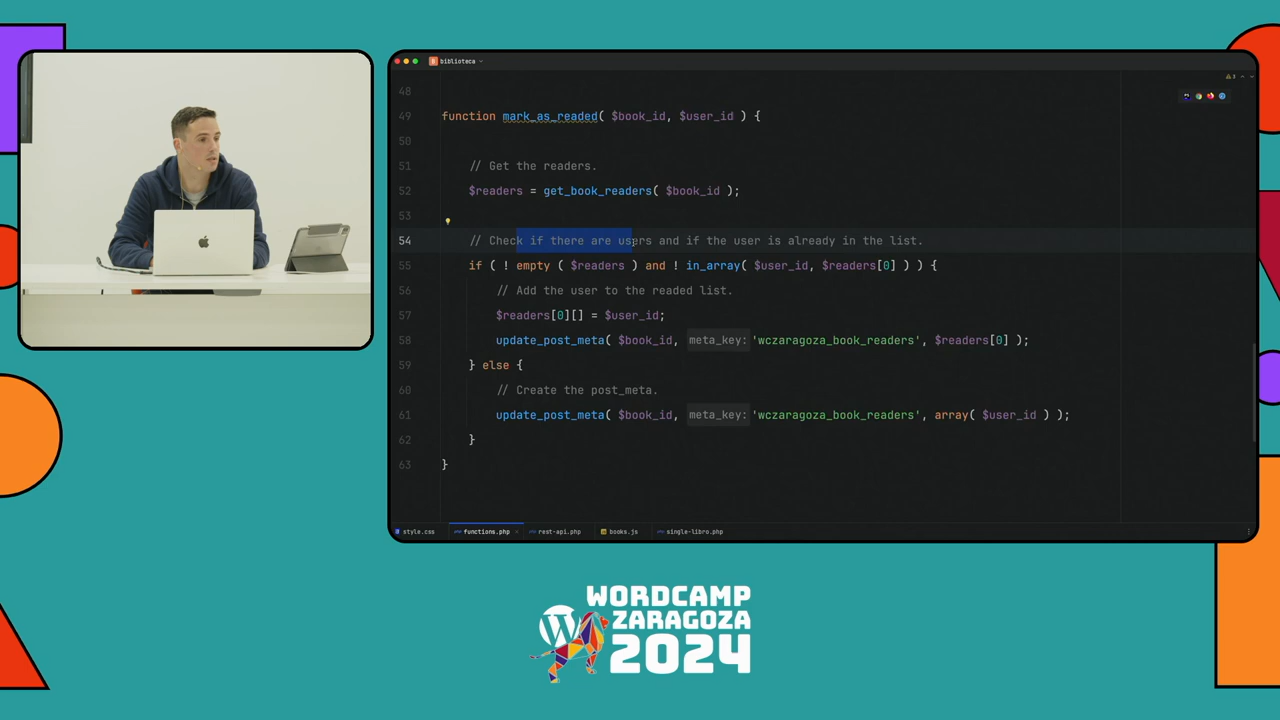 biblioteca
3
48
49 function mark_as_readed( $book_id, $user_id ) {
50
51 // Get the readers.
52 $readers = get_book_readers( $book_id );
53
54 // Check if there are users and if the user is already in the list.
55 if ( ! empty ( $readers ) and ! in_array( $user_id, $readers[0] ) ) {
56 // Add the user to the readed list.
57 $readers[0][] = $user_id;
58 update_post_meta( $book_id, meta_key: 'wczaragoza_book_readers', $readers[0] );
59 } else {
60 // Create the post_meta.
61 update_post_meta( $book_id, meta_key: 'wczaragoza_book_readers', array( $user_id ) );
62 }
63 }
style.css functions.php rest-api.php books.js single-libro.php
WORDCAMP
ZARAGOZA
2024